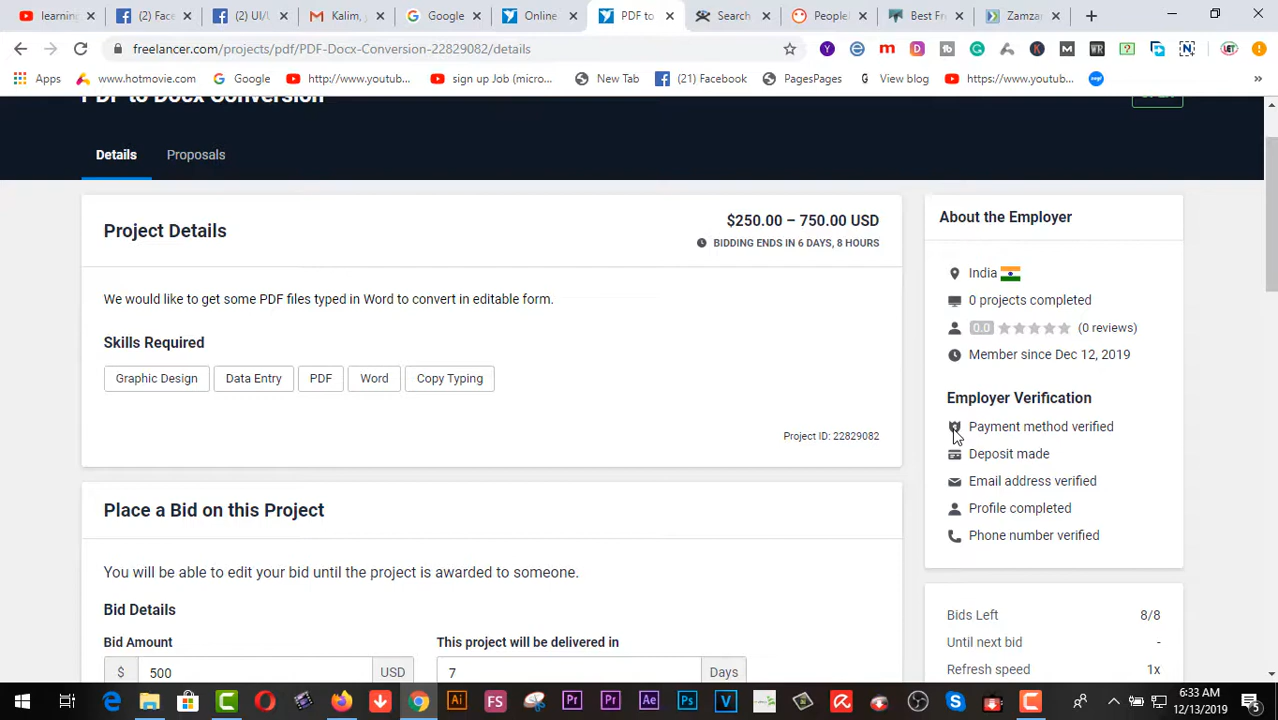 learning
(2) Face
(2) UI/U
Kalim, y
Google
Online
PDF to
Search
People
Best Fr
Zamza
freelancer.com/projects/pdf/PDF-Docx-Conversion-22829082/details
Apps
www.hotmovie.com
Google
http://www.youtub...
sign up Job (micro...
New Tab
(21) Facebook
PagesPages
View blog
https://www.youtub...
»
PDF to Docx Conversion
Details
Proposals
Project Details
$250.00 – 750.00 USD
BIDDING ENDS IN 6 DAYS, 8 HOURS
We would like to get some PDF files typed in Word to convert in editable form.
Skills Required
Graphic Design
Data Entry
PDF
Word
Copy Typing
Project ID: 22829082
About the Employer
India
0 projects completed
0.0 (0 reviews)
Member since Dec 12, 2019
Employer Verification
Payment method verified
Deposit made
Email address verified
Profile completed
Phone number verified
Place a Bid on this Project
You will be able to edit your bid until the project is awarded to someone.
Bid Details
Bid Amount
This project will be delivered in
$ 500 USD
7 Days
Bids Left 8/8
Until next bid -
Refresh speed 1x
6:33 AM
12/13/2019